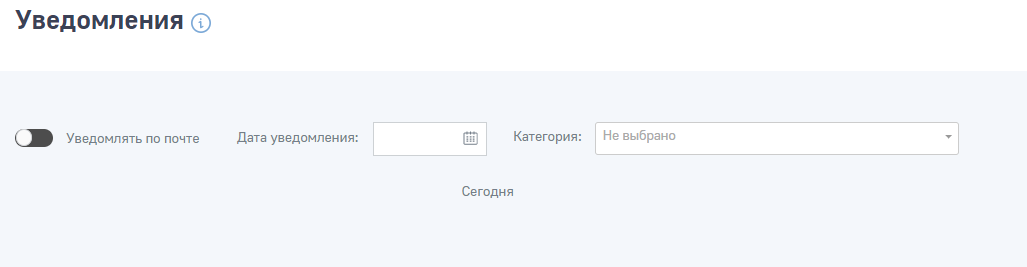 Уведомления
Уведомлять по почте Дата уведомления: Категория: Не выбрано
Сегодня